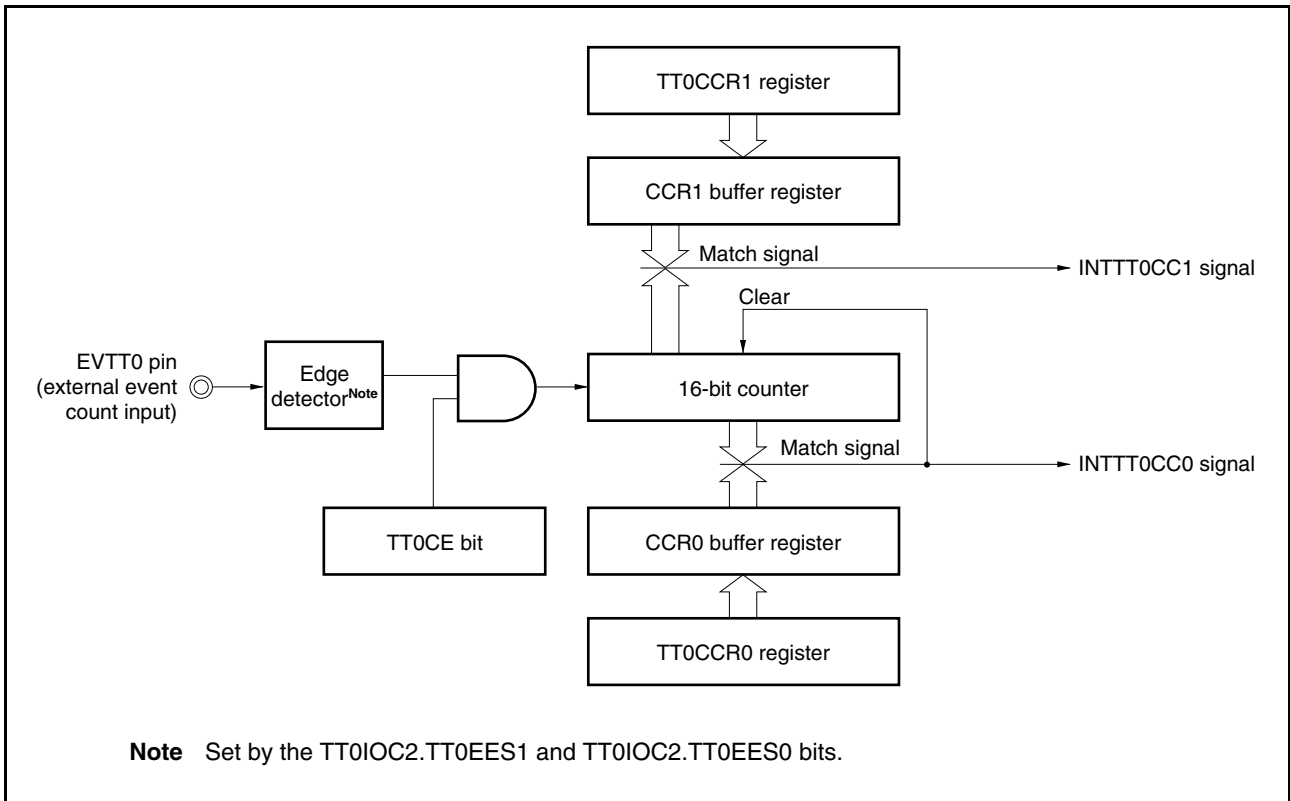 TT0CCR1 register
CCR1 buffer register
Match signal
INTTT0CC1 signal
Clear
EVTT0 pin
(external event
count input)
Edge
detectorNote
16-bit counter
Match signal
INTTT0CC0 signal
TT0CE bit
CCR0 buffer register
TT0CCR0 register
Note Set by the TT0IOC2.TT0EES1 and TT0IOC2.TT0EES0 bits.